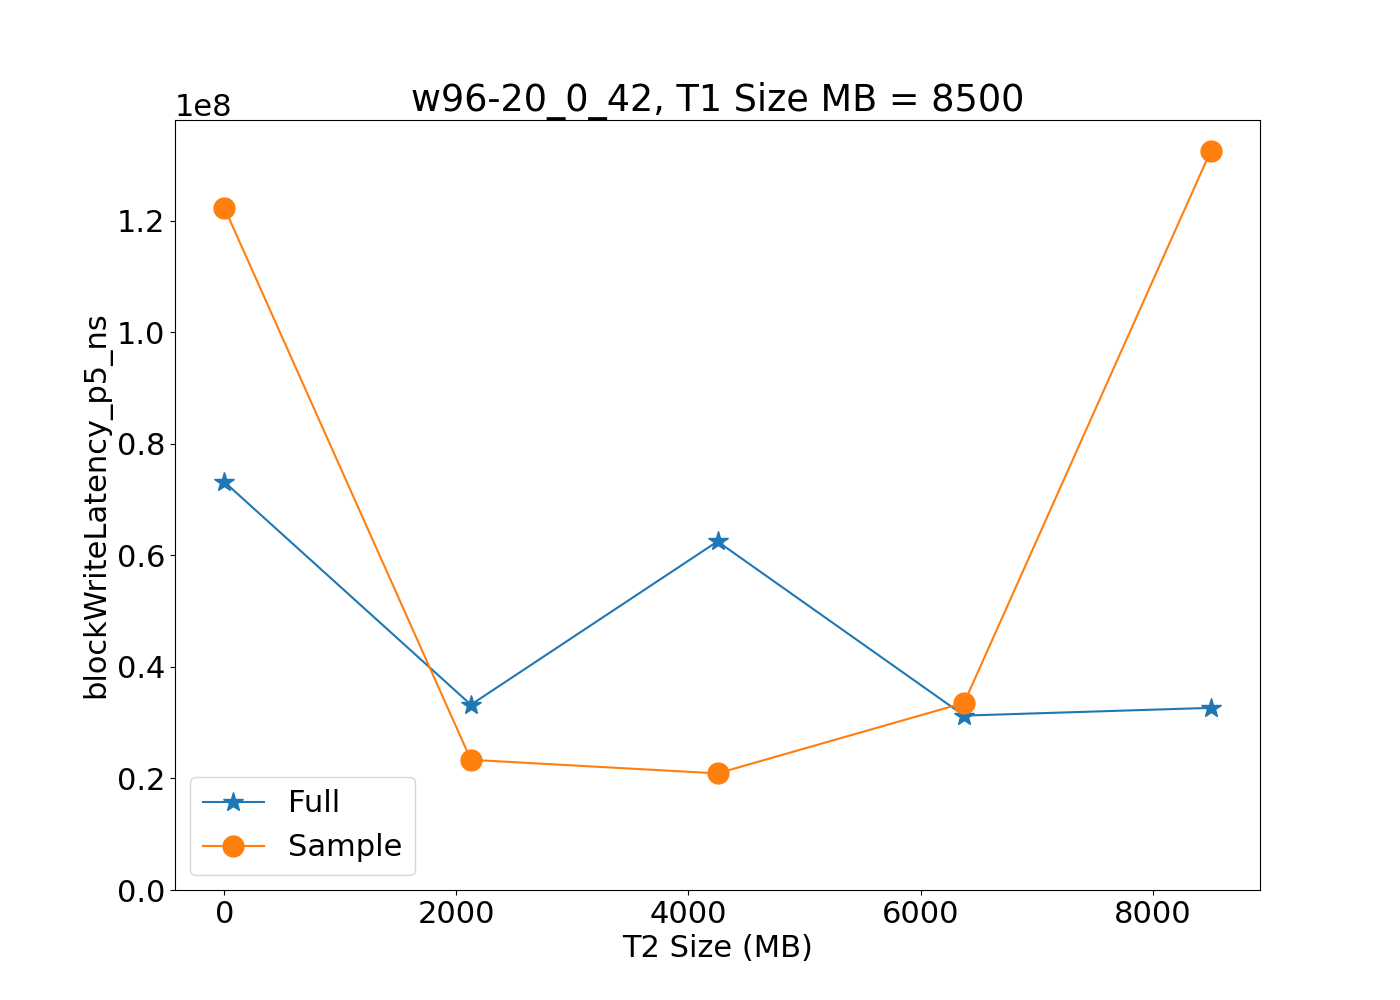 w96-20_0_42, T1 Size MB = 8500
1e8
1.2
1.0
0.8
0.6
0.4
0.2
0.0
blockWriteLatency_p5_ns
Full
Sample
0 2000 4000 6000 8000
T2 Size (MB)